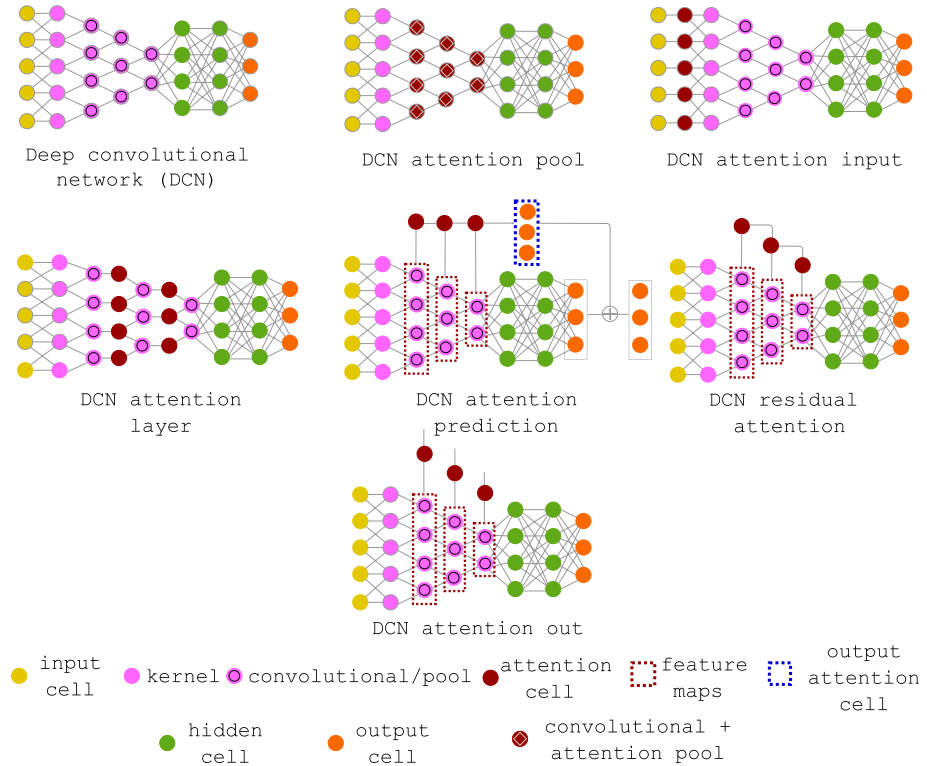 Deep convolutional
network (DCN)
DCN attention pool
DCN attention input
DCN attention
layer
DCN attention
prediction
DCN residual
attention
DCN attention out
input
cell
kernel
convolutional/pool
attention
cell
feature
maps
output
attention
cell
hidden
cell
output
cell
convolutional +
attention pool